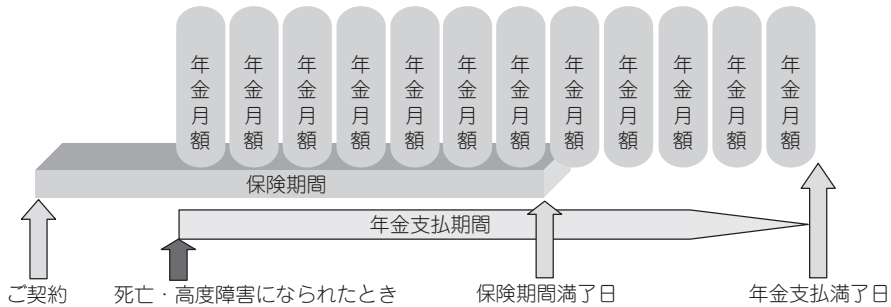 年金月額
年金月額
年金月額
年金月額
年金月額
年金月額
年金月額
年金月額
年金月額
年金月額
年金月額
年金月額
保険期間
年金支払期間
ご契約
死亡・高度障害になられたとき
保険期間満了日
年金支払満了日